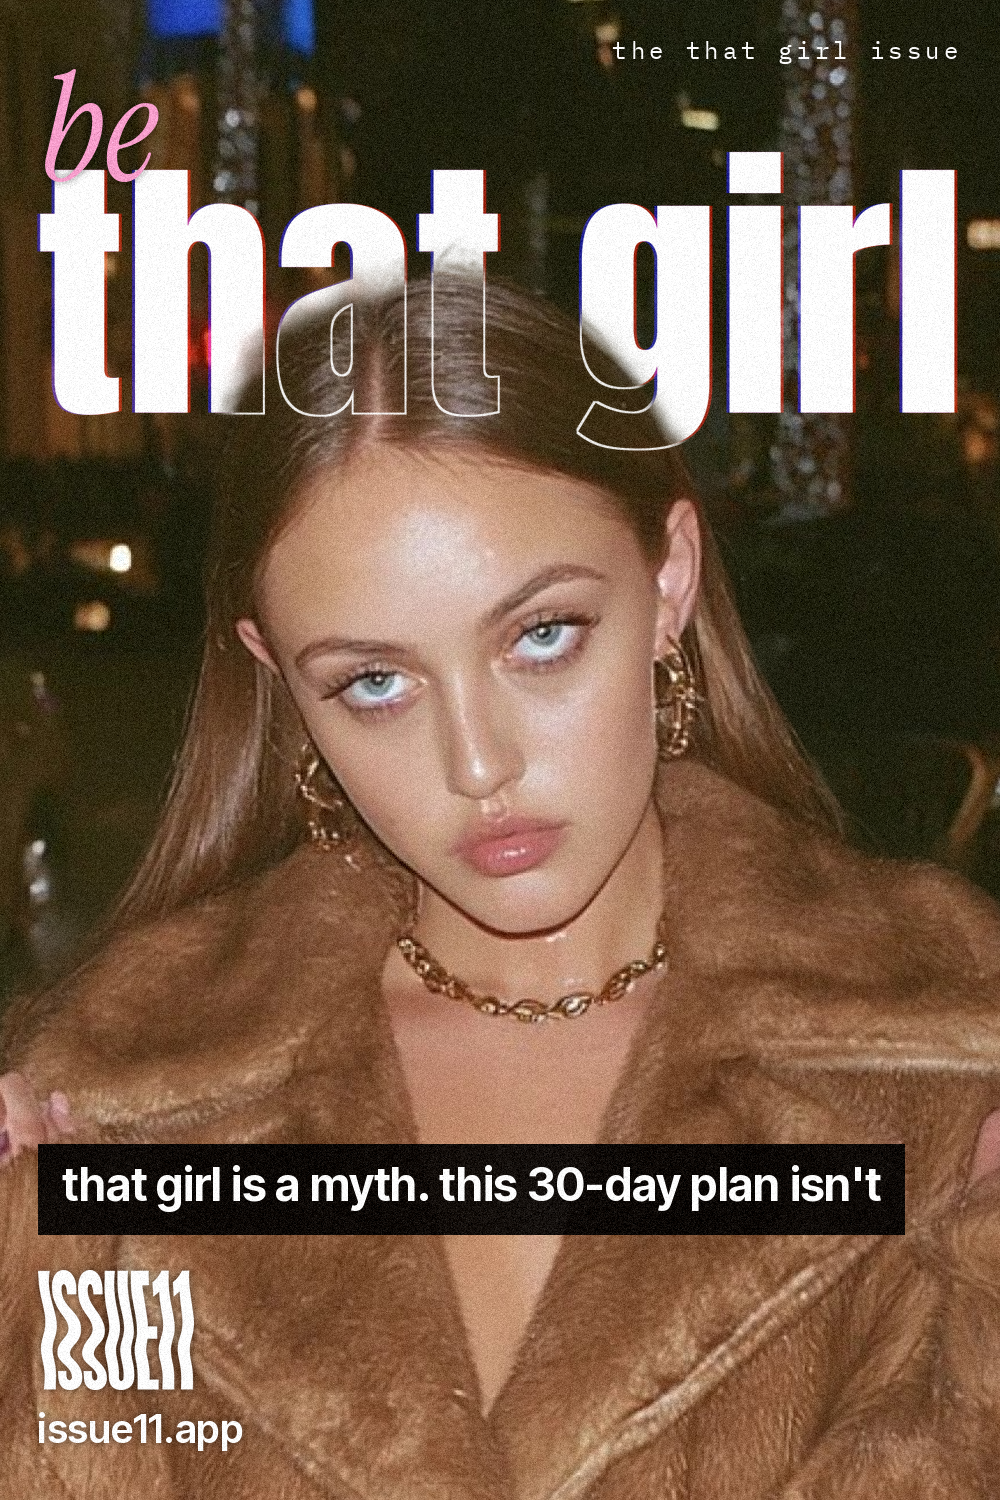 the that girl issue
be
that girl
that girl is a myth. this 30-day plan isn't
ISSUE11
issue11.app